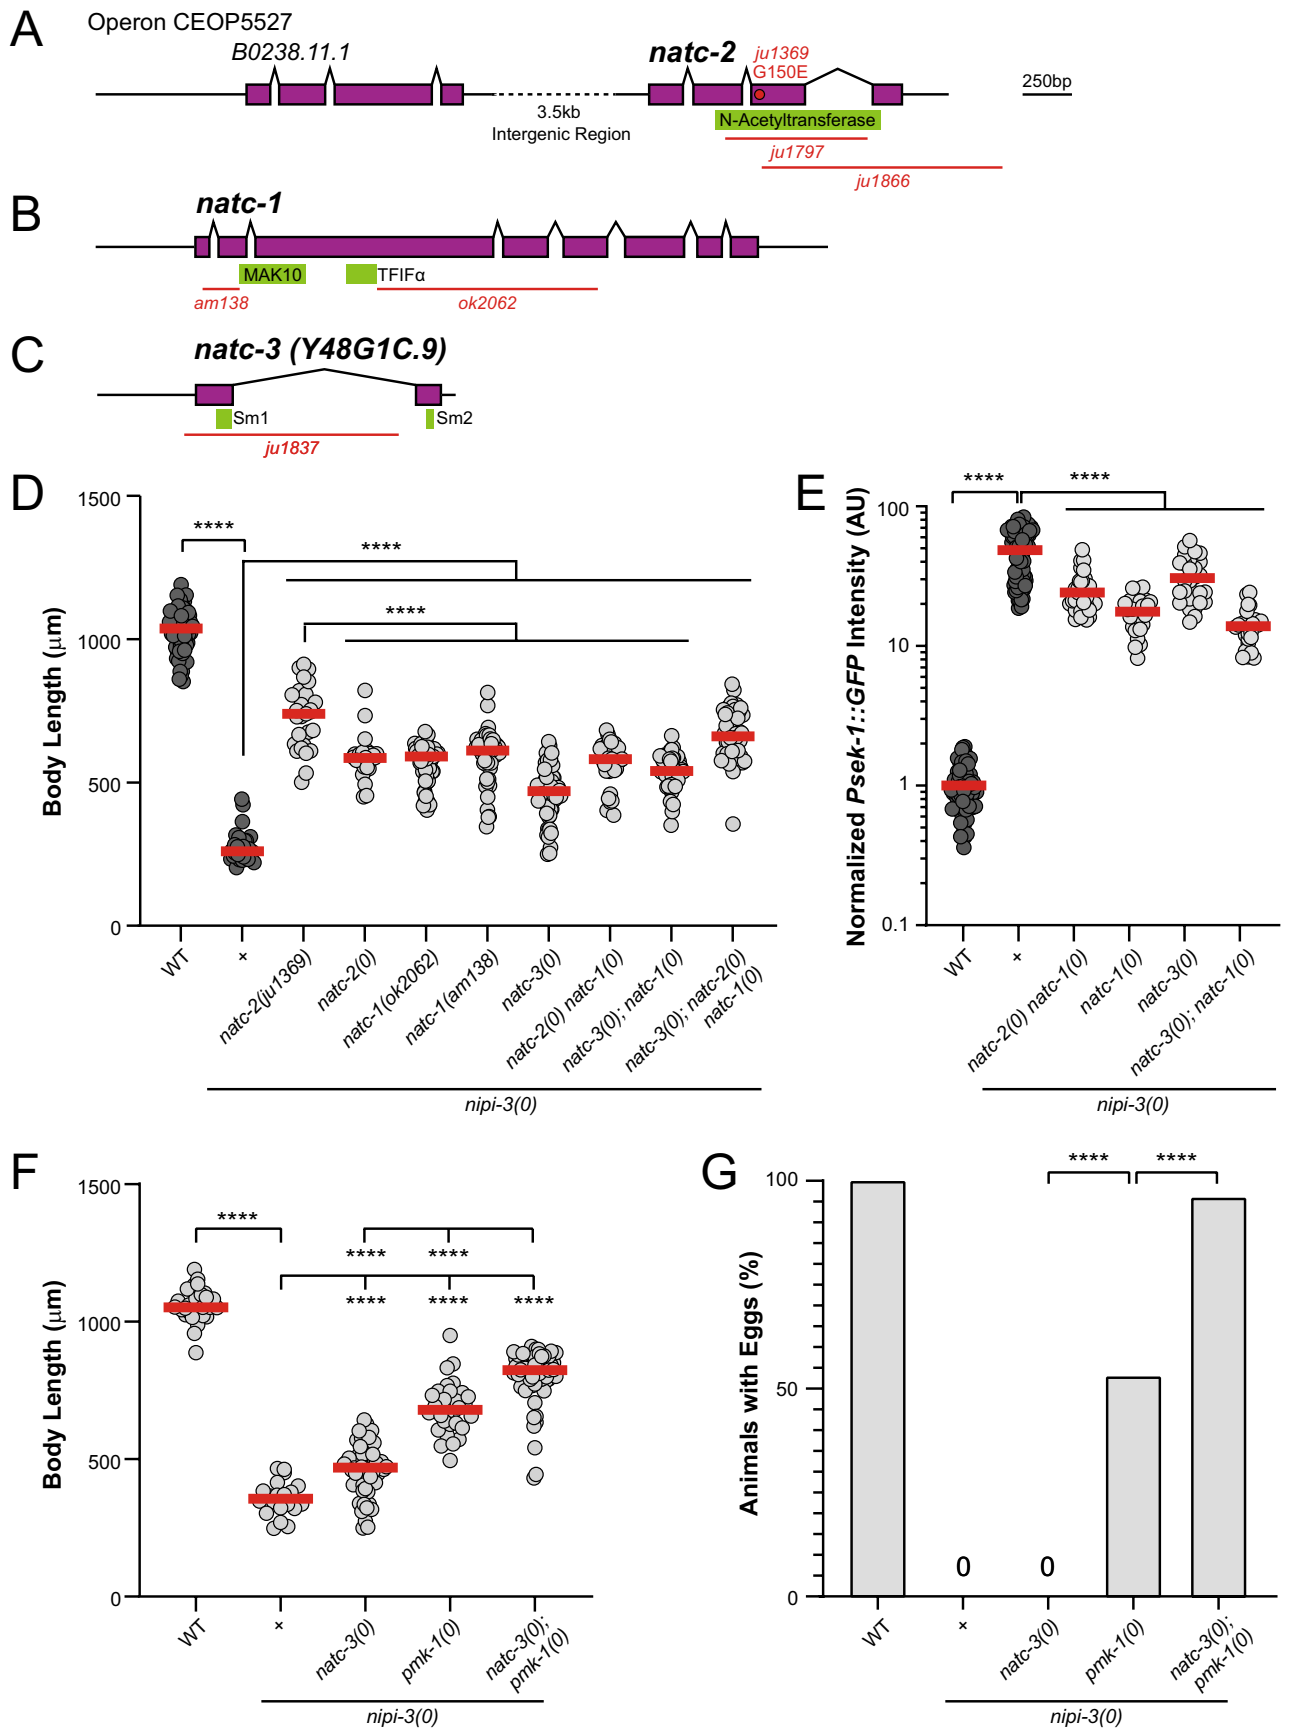 A
Operon CEOP5527
B0238.11.1
natc-2
ju1369
G150E
250bp
3.5kb
Intergenic Region
N-Acetyltransferase
ju1797
ju1866
B
natc-1
MAK10
TFIFα
am138
ok2062
C
natc-3 (Y48G1C.9)
Sm1
Sm2
ju1837
D
Body Length (μm)
1500
1000
500
0
****
****
****
WT
+
natc-2(ju1369)
natc-2(0)
natc-1(ok2062)
natc-1(am138)
natc-3(0)
natc-2(0) natc-1(0)
natc-3(0); natc-1(0)
natc-3(0); natc-2(0)
natc-1(0)
nipi-3(0)
E
Normalized Psek-1::GFP Intensity (AU)
100
10
1
0.1
****
****
WT
+
natc-2(0) natc-1(0)
natc-1(0)
natc-3(0)
natc-3(0); natc-1(0)
nipi-3(0)
F
Body Length (μm)
1500
1000
500
0
****
**** ****
**** **** ****
WT
+
natc-3(0)
pmk-1(0)
natc-3(0);
pmk-1(0)
nipi-3(0)
G
Animals with Eggs (%)
100
50
0
**** ****
0 0
WT
+
natc-3(0)
pmk-1(0)
natc-3(0);
pmk-1(0)
nipi-3(0)